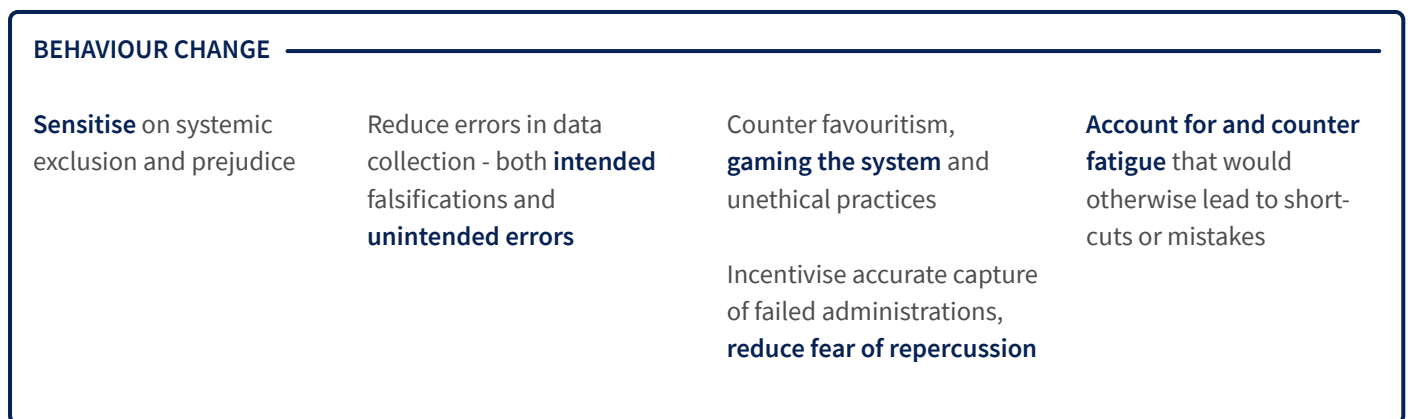 BEHAVIOUR CHANGE
Sensitise on systemic
exclusion and prejudice
Reduce errors in data
collection - both intended
falsifications and
unintended errors
Counter favouritism,
gaming the system and
unethical practices
Incentivise accurate capture
of failed administrations,
reduce fear of repercussion
Account for and counter
fatigue that would
otherwise lead to short-
cuts or mistakes